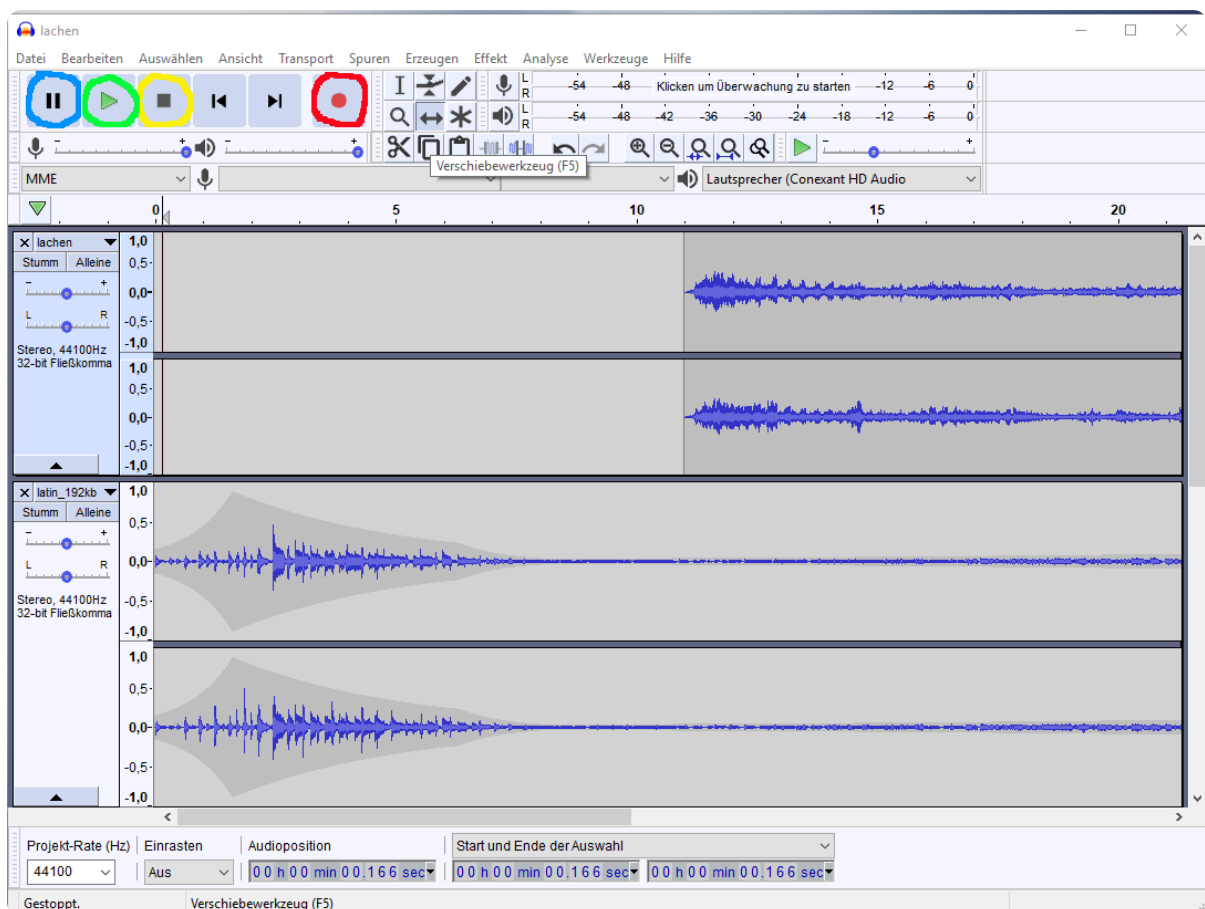 lachen
Datei Bearbeiten Auswählen Ansicht Transport Spuren Erzeugen Effekt Analyse Werkzeuge Hilfe
L R -54 -48 Klicken um Überwachung zu starten -12 -6 0
L R -54 -48 -42 -36 -30 -24 -18 -12 -6 0
- + - + - +
Verschiebewerkzeug (F5)
MME Lautsprecher (Conexant HD Audio
0 5 10 15 20
x lachen 1,0
Stumm Alleine 0,5
- + 0,0
L R -0,5
Stereo, 44100Hz -1,0
32-bit Fließkomma 1,0
0,5
0,0
-0,5
-1,0
x latin_192kb 1,0
Stumm Alleine 0,5
- + 0,0
L R
Stereo, 44100Hz -0,5
32-bit Fließkomma
-1,0
1,0
0,5
0,0
-0,5
-1,0
Projekt-Rate (Hz) Einrasten Audioposition Start und Ende der Auswahl
44100 Aus 00 h 00 min 00.166 sec 00 h 00 min 00.166 sec 00 h 00 min 00.166 sec
Gestoppt. Verschiebewerkzeug (F5)